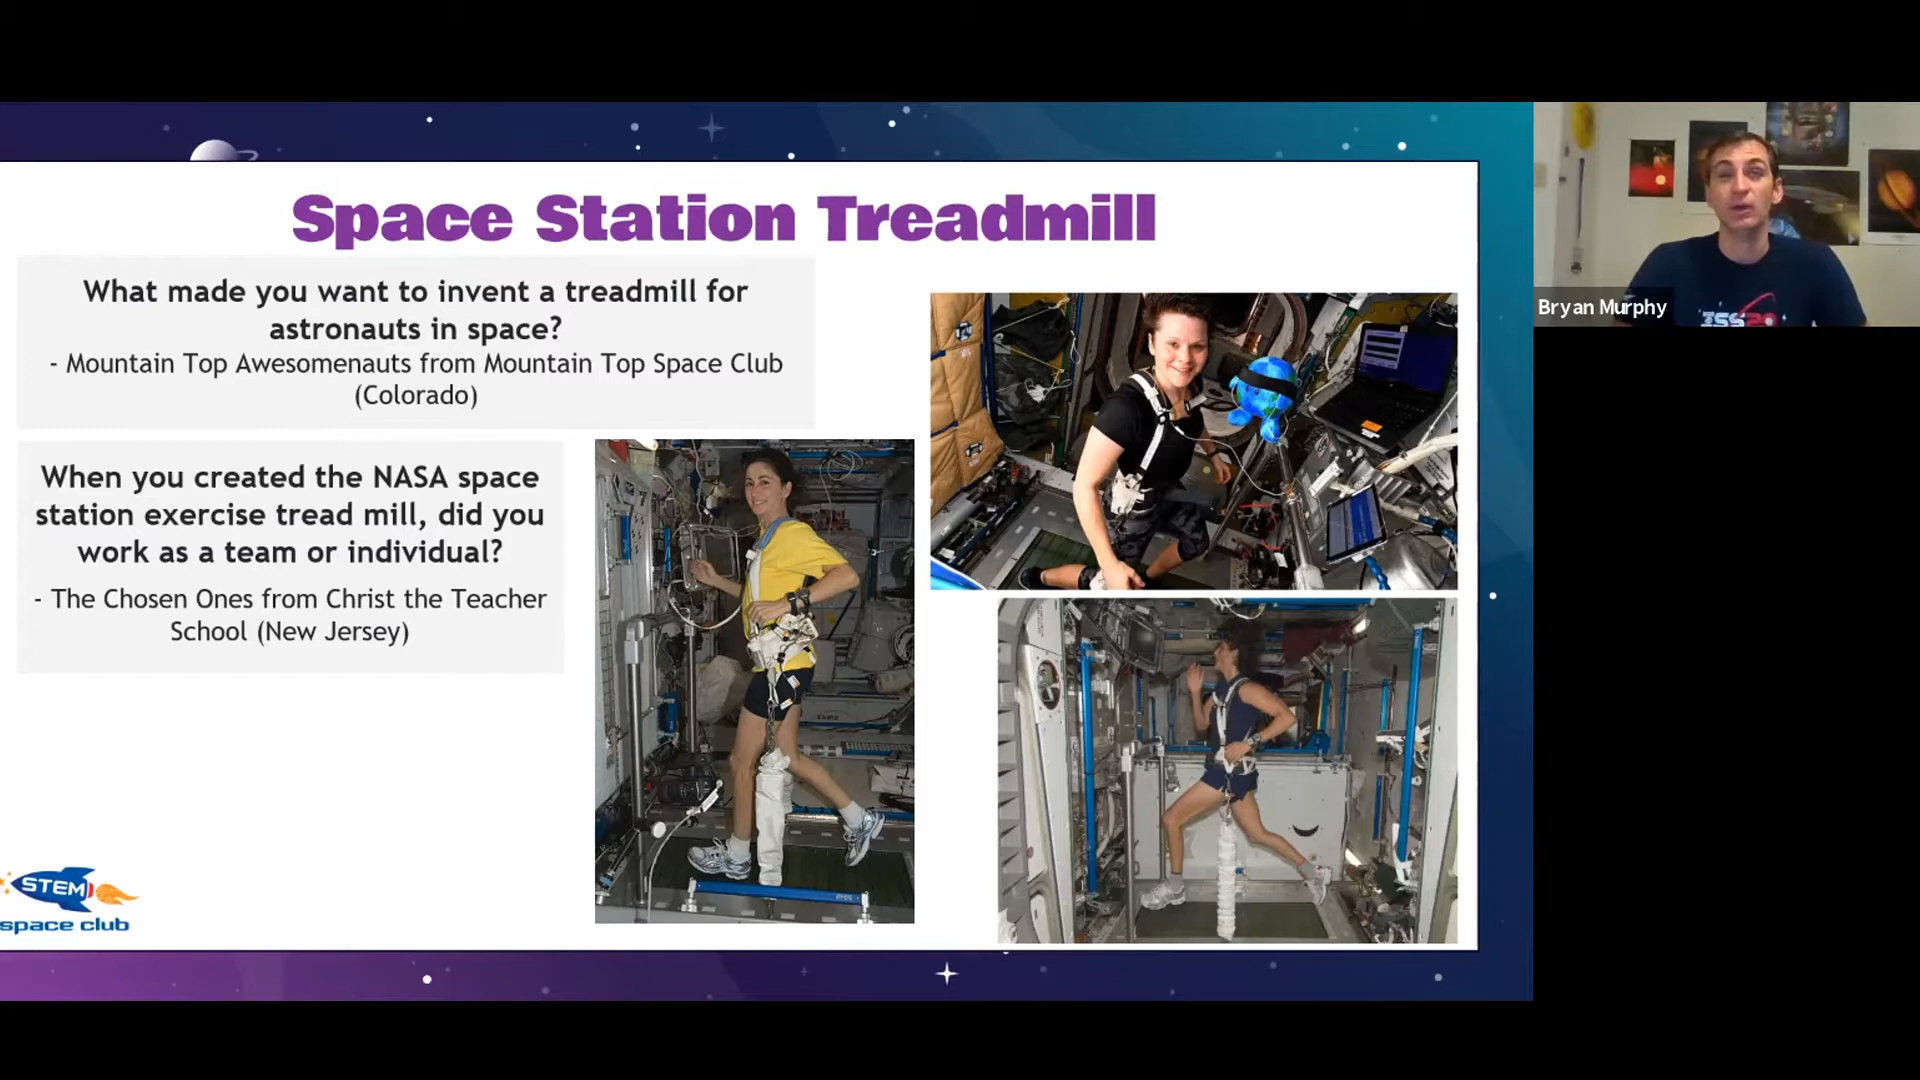 Space Station Treadmill
What made you want to invent a treadmill for
astronauts in space?
- Mountain Top Awesomenauts from Mountain Top Space Club
(Colorado)
When you created the NASA space
station exercise tread mill, did you
work as a team or individual?
- The Chosen Ones from Christ the Teacher
School (New Jersey)
STEM
space club
Bryan Murphy
ISS20